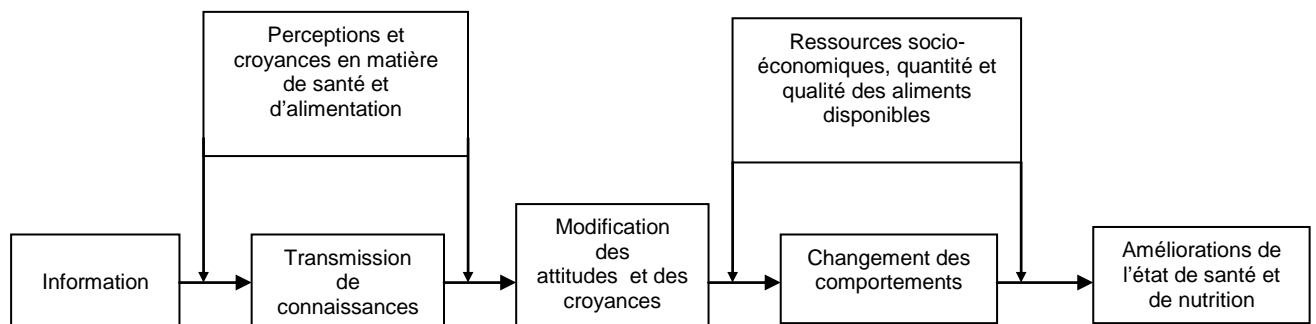 Perceptions et
croyances en matière
de santé et
d'alimentation
Ressources socio-
économiques, quantité et
qualité des aliments
disponibles
Information
Transmission
de
connaissances
Modification
des
attitudes et des
croyances
Changement des
comportements
Améliorations de
l'état de santé et
de nutrition